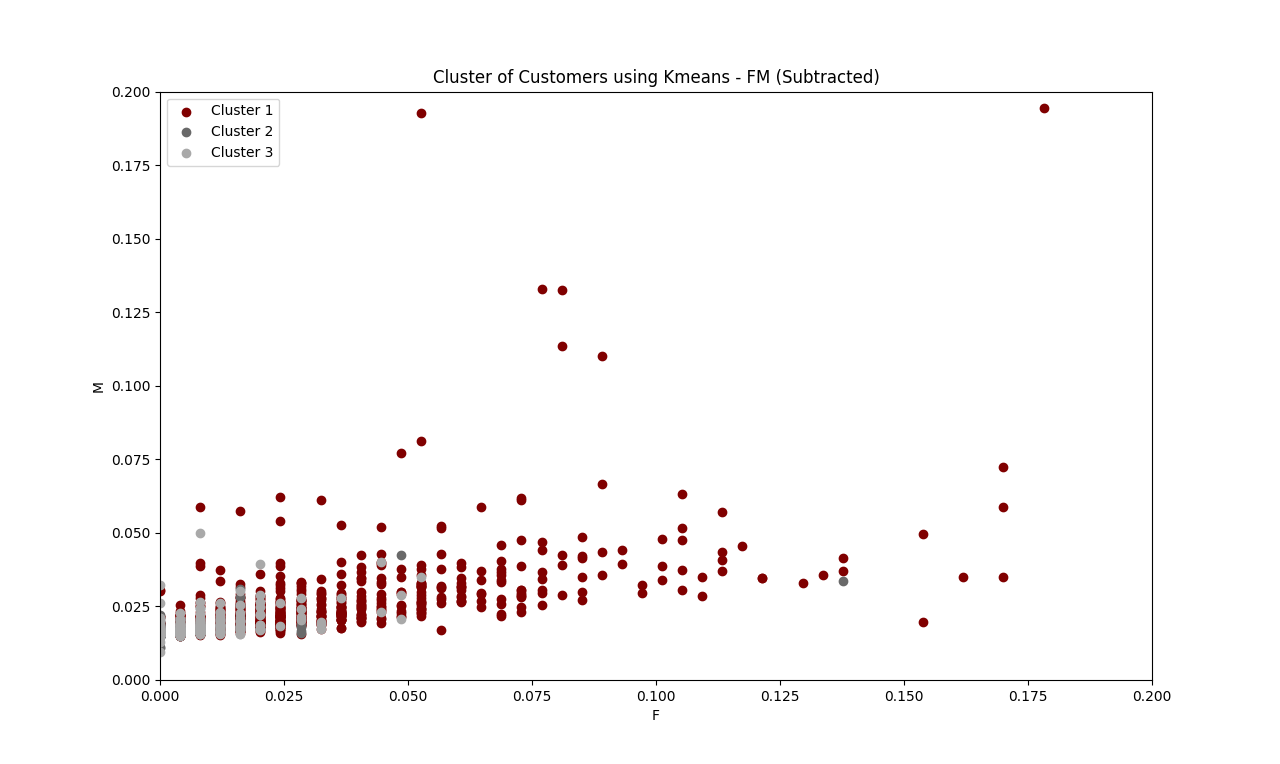 Cluster of Customers using Kmeans - FM (Subtracted)
Cluster 1
Cluster 2
Cluster 3
0.200
0.175
0.150
0.125
0.100
0.075
0.050
0.025
0.000
M
0.000 0.025 0.050 0.075 0.100 0.125 0.150 0.175 0.200
F